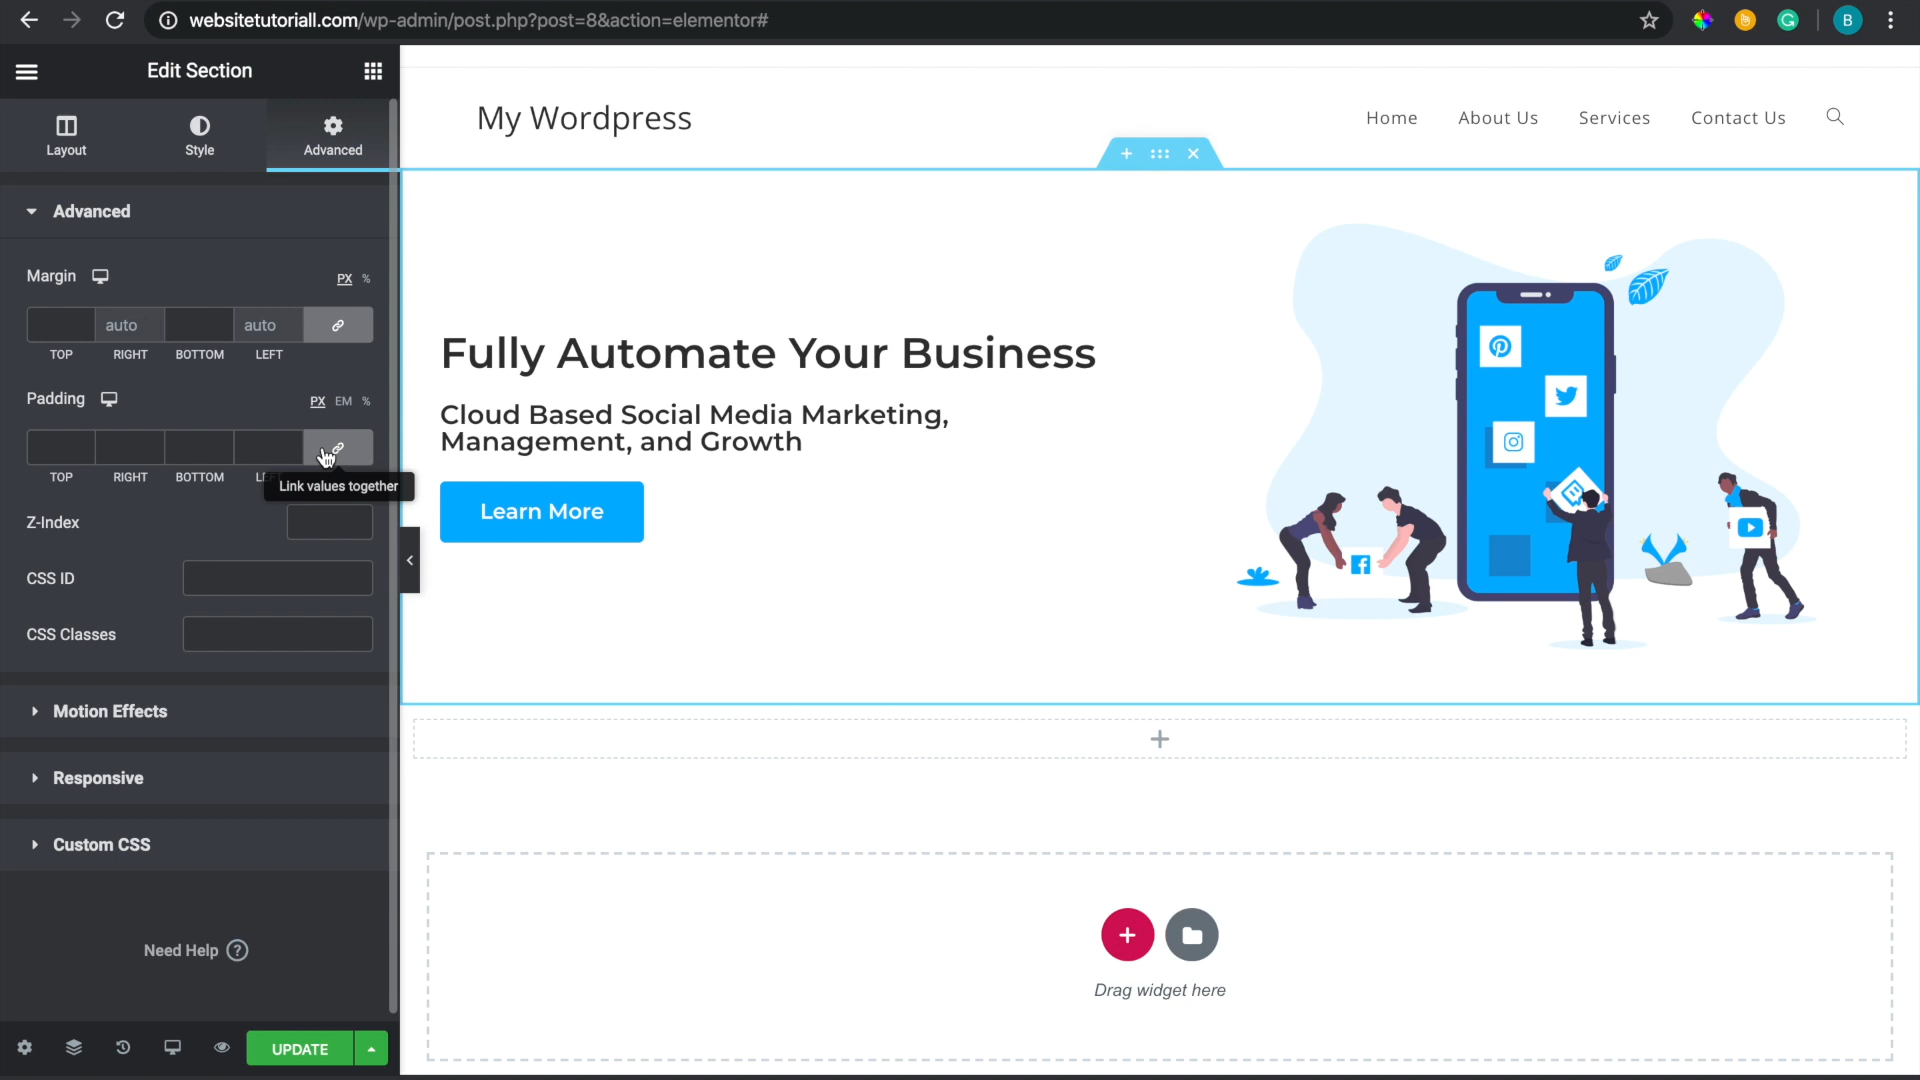 websitetutoriall.com/wp-admin/post.php?post=8&action=elementor#
B
Edit Section
Layout
Style
Advanced
Advanced
Margin
PX %
auto
auto
TOP RIGHT BOTTOM LEFT
Padding
PX EM %
TOP RIGHT BOTTOM
Link values together
Z-Index
CSS ID
CSS Classes
Motion Effects
Responsive
Custom CSS
Need Help ?
UPDATE
My Wordpress
Home About Us Services Contact Us
Fully Automate Your Business
Cloud Based Social Media Marketing,
Management, and Growth
Learn More
Drag widget here